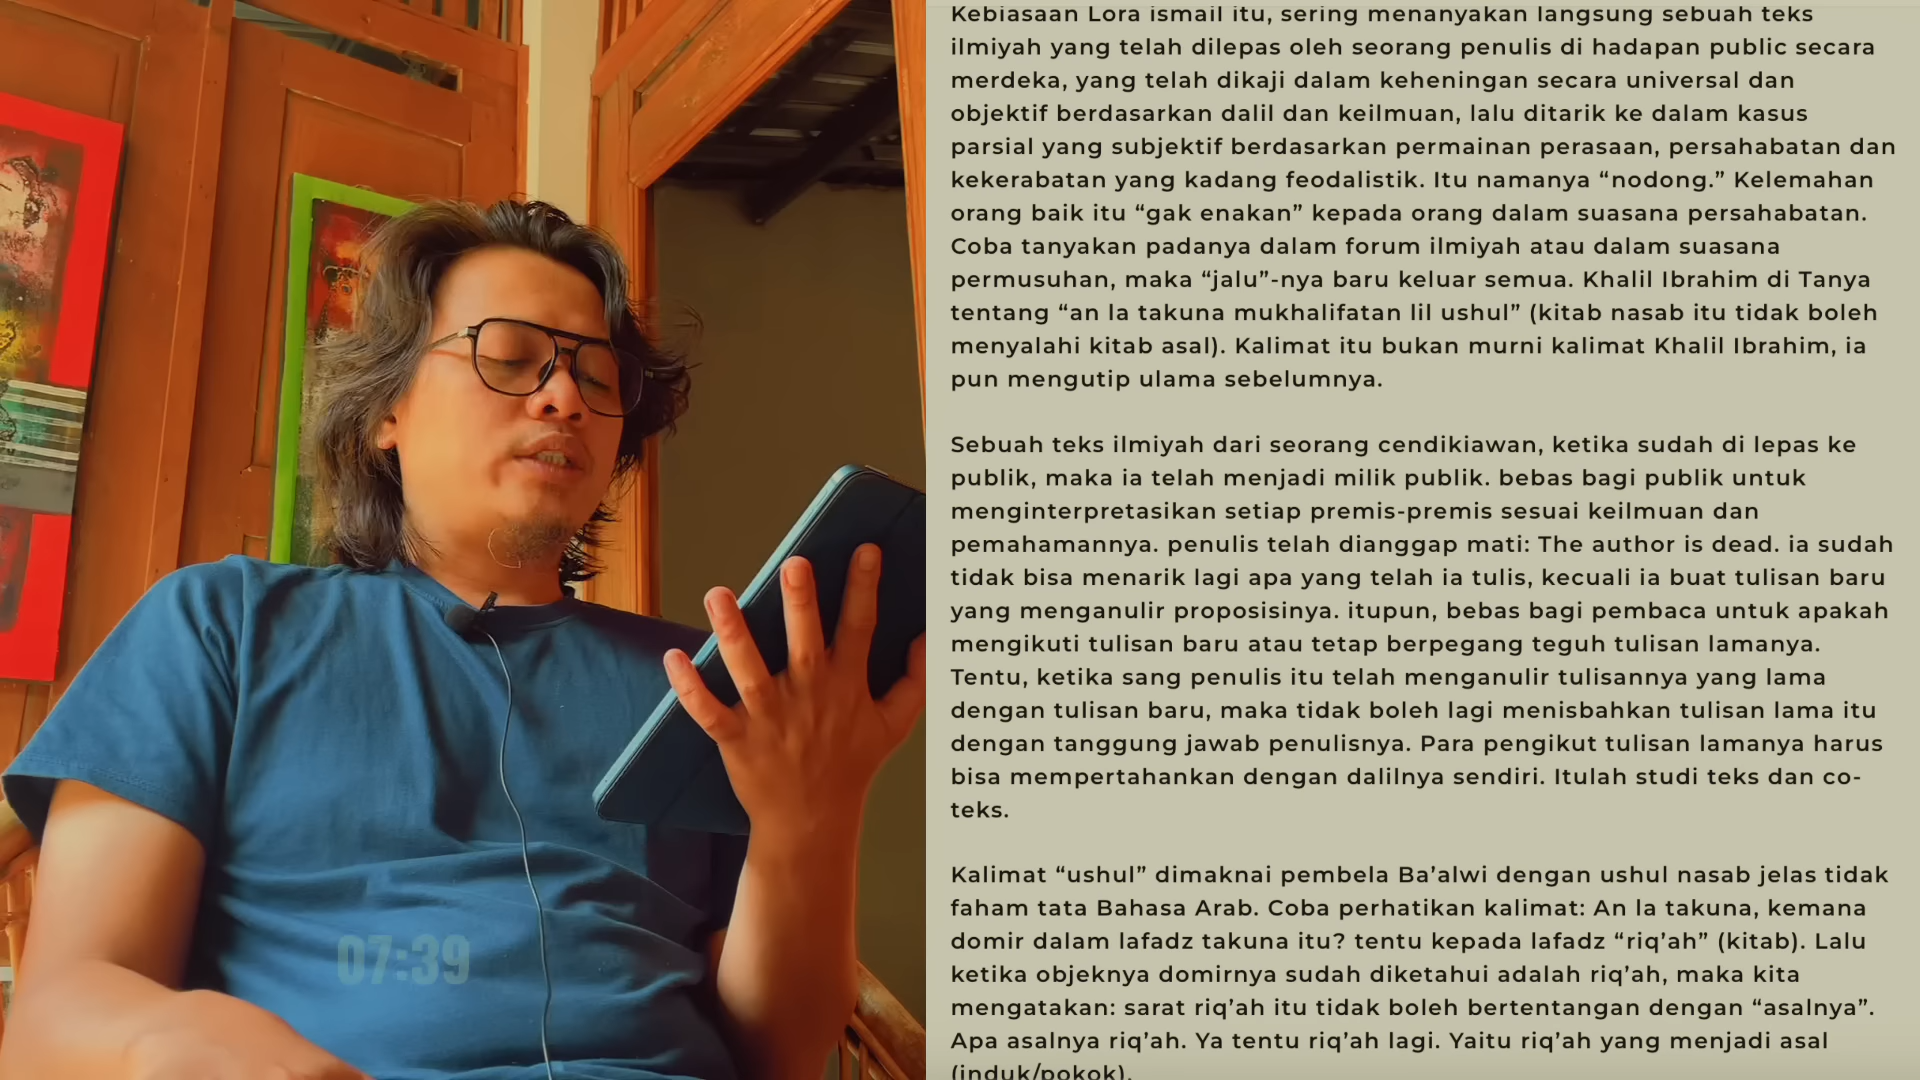 Kebiasaan Lora ismail itu, sering menanyakan langsung sebuah teks
ilmiyah yang telah dilepas oleh seorang penulis di hadapan public secara
merdeka, yang telah dikaji dalam keheningan secara universal dan
objektif berdasarkan dalil dan keilmuan, lalu ditarik ke dalam kasus
parsial yang subjektif berdasarkan permainan perasaan, persahabatan dan
kekerabatan yang kadang feodalistik. Itu namanya “nodong.” Kelemahan
orang baik itu “gak enakan” kepada orang dalam suasana persahabatan.
Coba tanyakan padanya dalam forum ilmiyah atau dalam suasana
permusuhan, maka “jalu”-nya baru keluar semua. Khalil Ibrahim di Tanya
tentang “an la takuna mukhalifatan lil ushul” (kitab nasab itu tidak boleh
menyalahi kitab asal). Kalimat itu bukan murni kalimat Khalil Ibrahim, ia
pun mengutip ulama sebelumnya.
Sebuah teks ilmiyah dari seorang cendikiawan, ketika sudah di lepas ke
publik, maka ia telah menjadi milik publik. bebas bagi publik untuk
menginterpretasikan setiap premis-premis sesuai keilmuan dan
pemahamannya. penulis telah dianggap mati: The author is dead. ia sudah
tidak bisa menarik lagi apa yang telah ia tulis, kecuali ia buat tulisan baru
yang menganulir proposisinya. itupun, bebas bagi pembaca untuk apakah
mengikuti tulisan baru atau tetap berpegang teguh tulisan lamanya.
Tentu, ketika sang penulis itu telah menganulir tulisannya yang lama
dengan tulisan baru, maka tidak boleh lagi menisbahkan tulisan lama itu
dengan tanggung jawab penulisnya. Para pengikut tulisan lamanya harus
bisa mempertahankan dengan dalilnya sendiri. Itulah studi teks dan co-
teks.
Kalimat “ushul” dimaknai pembela Ba’alwi dengan ushul nasab jelas tidak
faham tata Bahasa Arab. Coba perhatikan kalimat: An la takuna, kemana
domir dalam lafadz takuna itu? tentu kepada lafadz “riq’ah” (kitab). Lalu
ketika objeknya domirnya sudah diketahui adalah riq’ah, maka kita
mengatakan: sarat riq’ah itu tidak boleh bertentangan dengan “asalnya”.
Apa asalnya riq’ah. Ya tentu riq’ah lagi. Yaitu riq’ah yang menjadi asal
(induk/pokok).
07:39